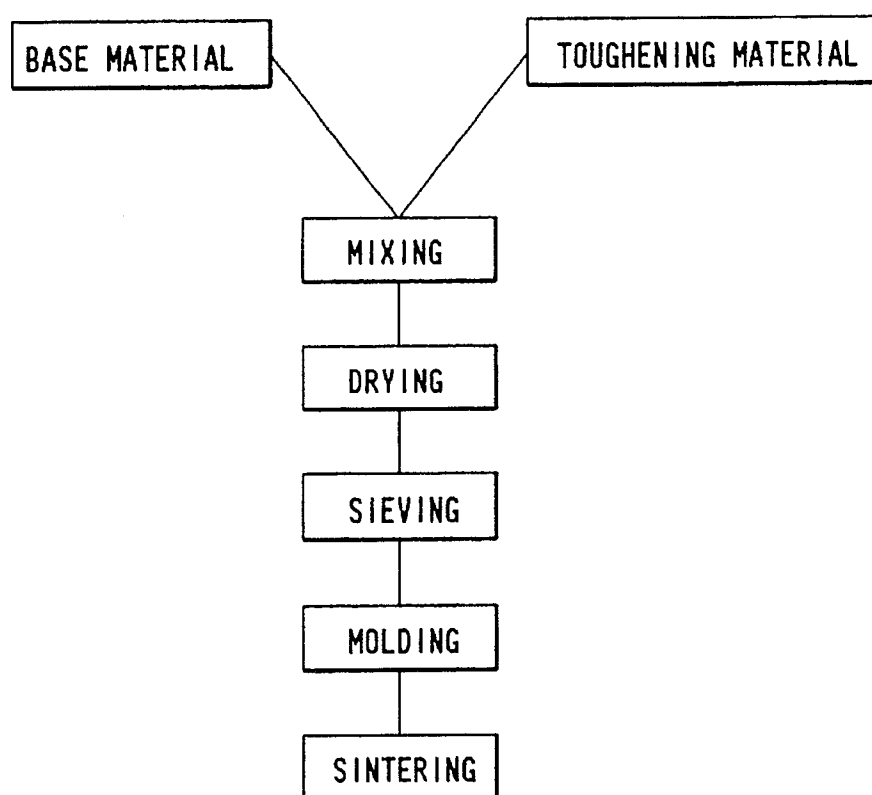 BASE MATERIAL
TOUGHENING MATERIAL
MIXING
DRYING
SIEVING
MOLDING
SINTERING